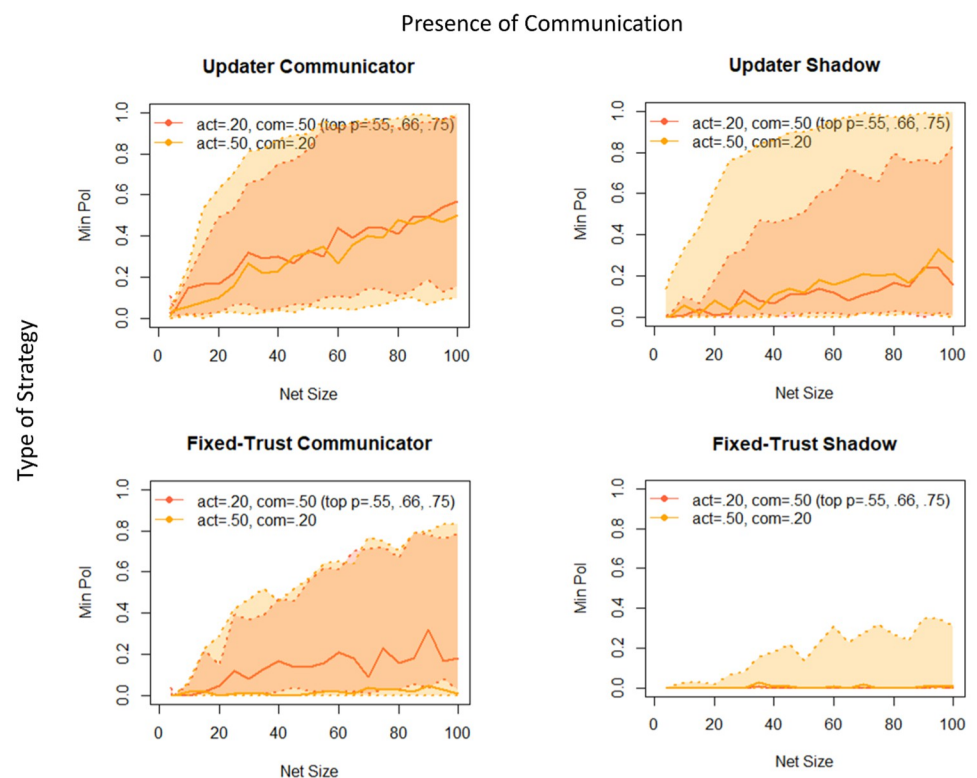 Presence of Communication
Type of Strategy
Updater Communicator
act=.20, com=.50 (top p=.55, .66, .75)
act=.50, com=.20
Min Pol
0.0 0.2 0.4 0.6 0.8 1.0
0 20 40 60 80 100
Net Size
Updater Shadow
act=.20, com=.50 (top p=.55, .66, .75)
act=.50, com=.20
Min Pol
0.0 0.2 0.4 0.6 0.8 1.0
0 20 40 60 80 100
Net Size
Fixed-Trust Communicator
act=.20, com=.50 (top p=.55, .66, .75)
act=.50, com=.20
Min Pol
0.0 0.2 0.4 0.6 0.8 1.0
0 20 40 60 80 100
Net Size
Fixed-Trust Shadow
act=.20, com=.50 (top p=.55, .66, .75)
act=.50, com=.20
Min Pol
0.0 0.2 0.4 0.6 0.8 1.0
0 20 40 60 80 100
Net Size